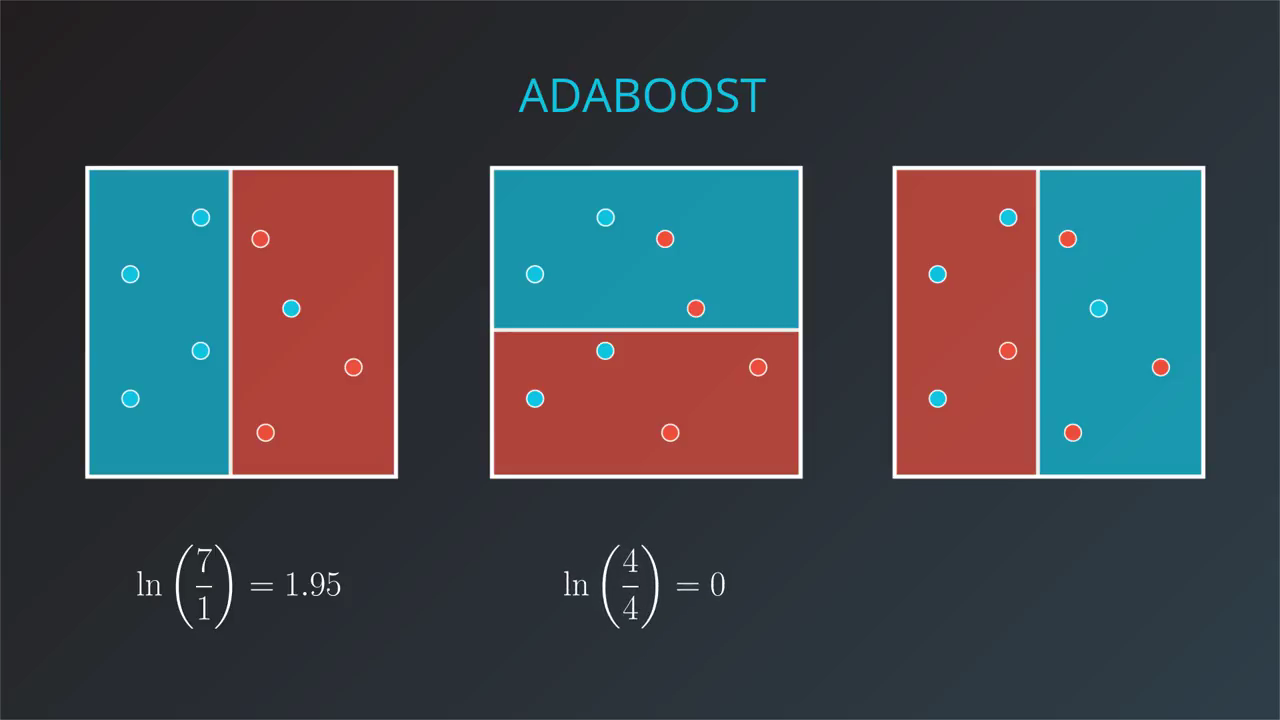 ADABOOST
ln(7/1) = 1.95
ln(4/4) = 0